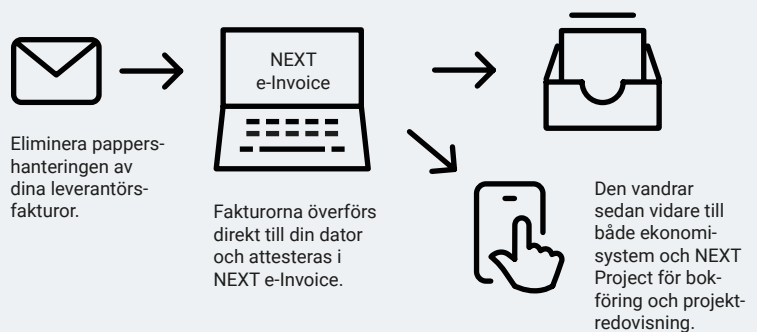 NEXT
e-Invoice
Eliminera pappers-
hanteringen av
dina leverantörs-
fakturor.
Fakturorna överförs
direkt till din dator
och attesteras i
NEXT e-Invoice.
Den vandrar
sedan vidare till
både ekonomi-
system och NEXT
Project för bok-
föring och projekt-
redovisning.